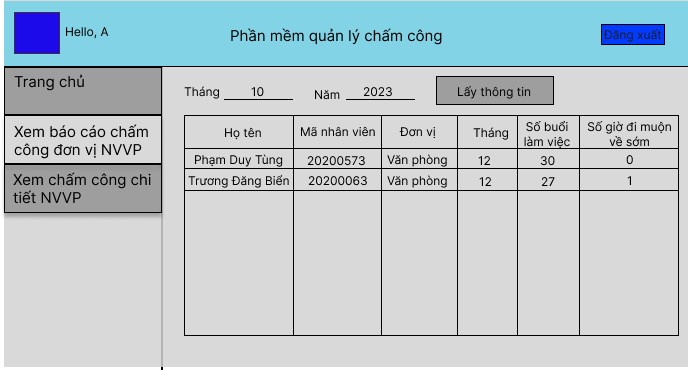 Hello, A
Phần mềm quản lý chấm công
Đăng xuất
Trang chủ
Xem báo cáo chấm
công đơn vị NVVP
Xem chấm công chi
tiết NVVP
Tháng 10 Năm 2023 Lấy thông tin
Họ tên Mã nhân viên Đơn vị Tháng Số buổi làm việc Số giờ đi muộn về sớm
Phạm Duy Tùng 20200573 Văn phòng 12 30 0
Trương Đăng Biển 20200063 Văn phòng 12 27 1